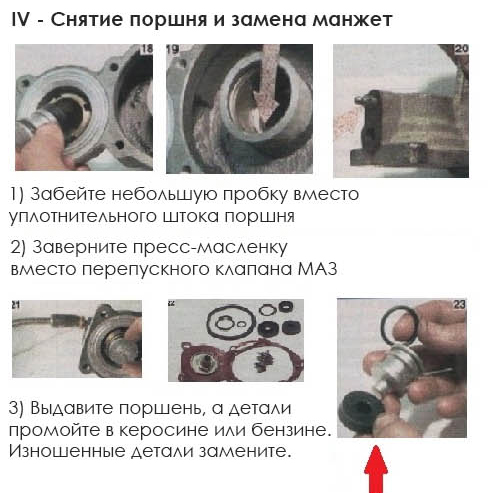 IV - Снятие поршня и замена манжет
18
19
20
1) Забейте небольшую пробку вместо
уплотнительного штока поршня
2) Заверните пресс-масленку
вместо перепускного клапана МАЗ
21
22
23
3) Выдавите поршень, а детали
промойте в керосине или бензине.
Изношенные детали замените.